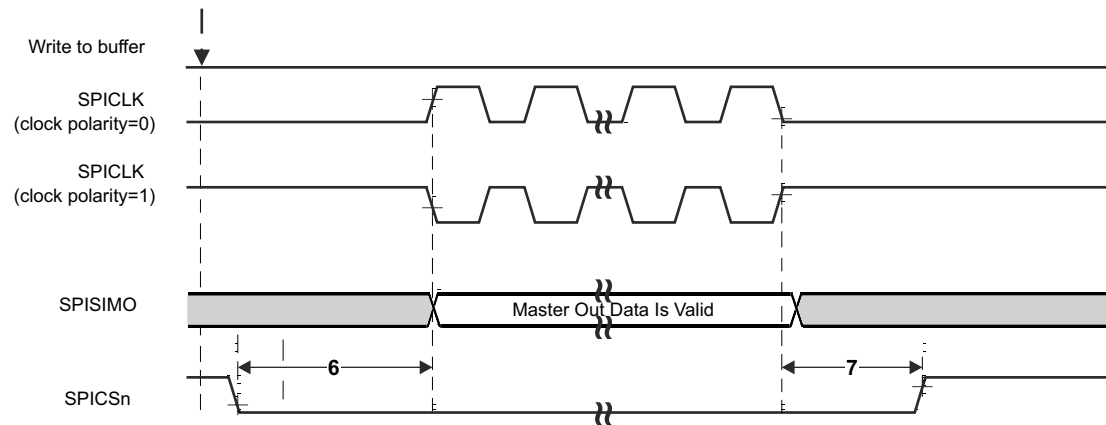 Write to buffer
SPICLK
(clock polarity=0)
SPICLK
(clock polarity=1)
SPISIMO
Master Out Data Is Valid
6
7
SPICSn